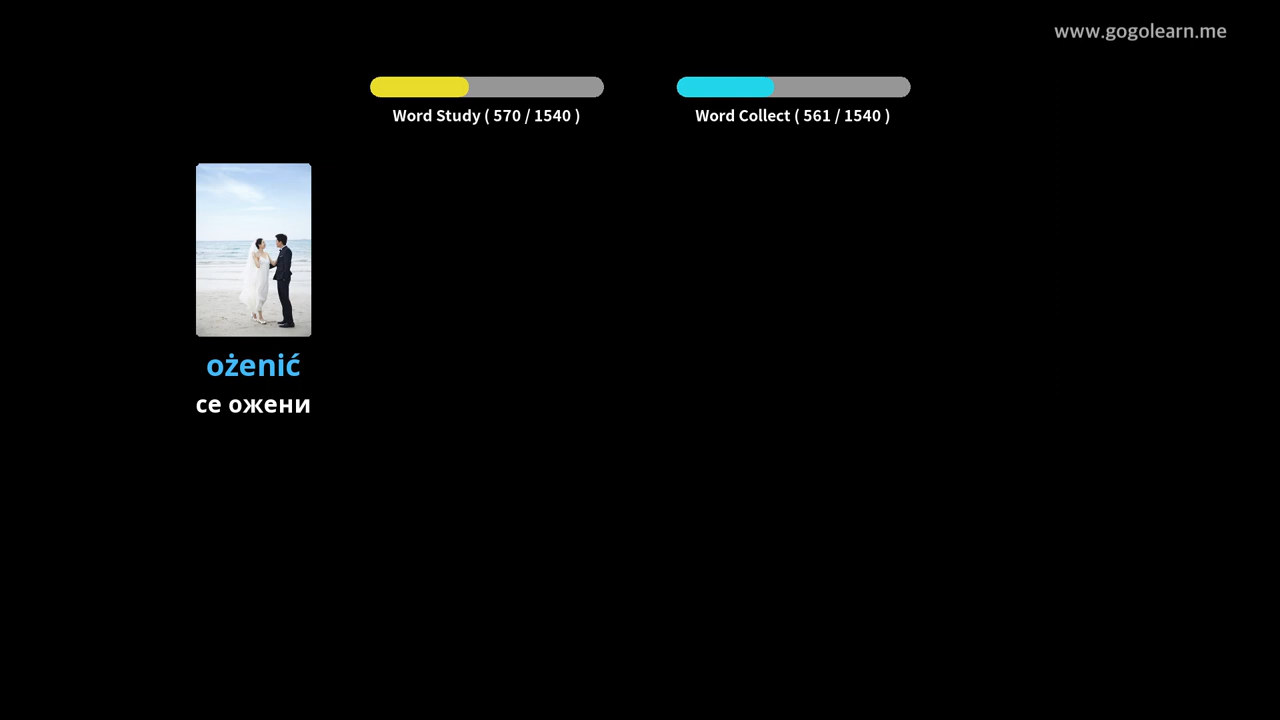 www.gogolearn.me
Word Study ( 570 / 1540 )
Word Collect ( 561 / 1540 )
ożenić
се ожени